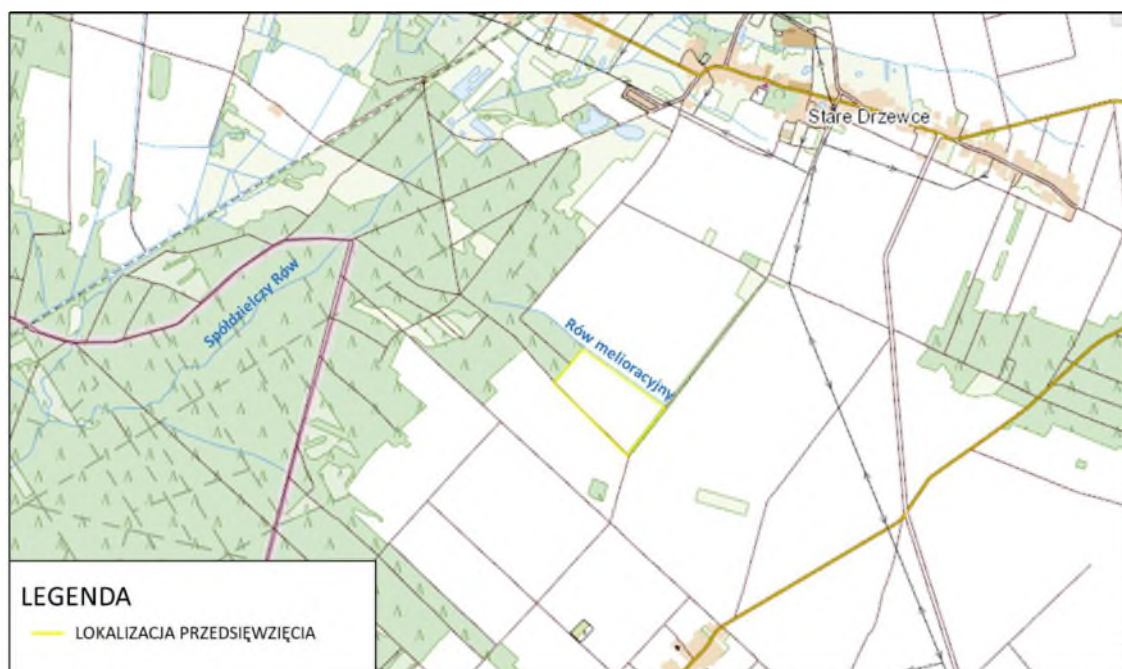 Stare Drzewce
Spółdzielczy Rów
Rów melioracyjny
LEGENDA
LOKALIZACJA PRZEDSIĘWZIĘCIA